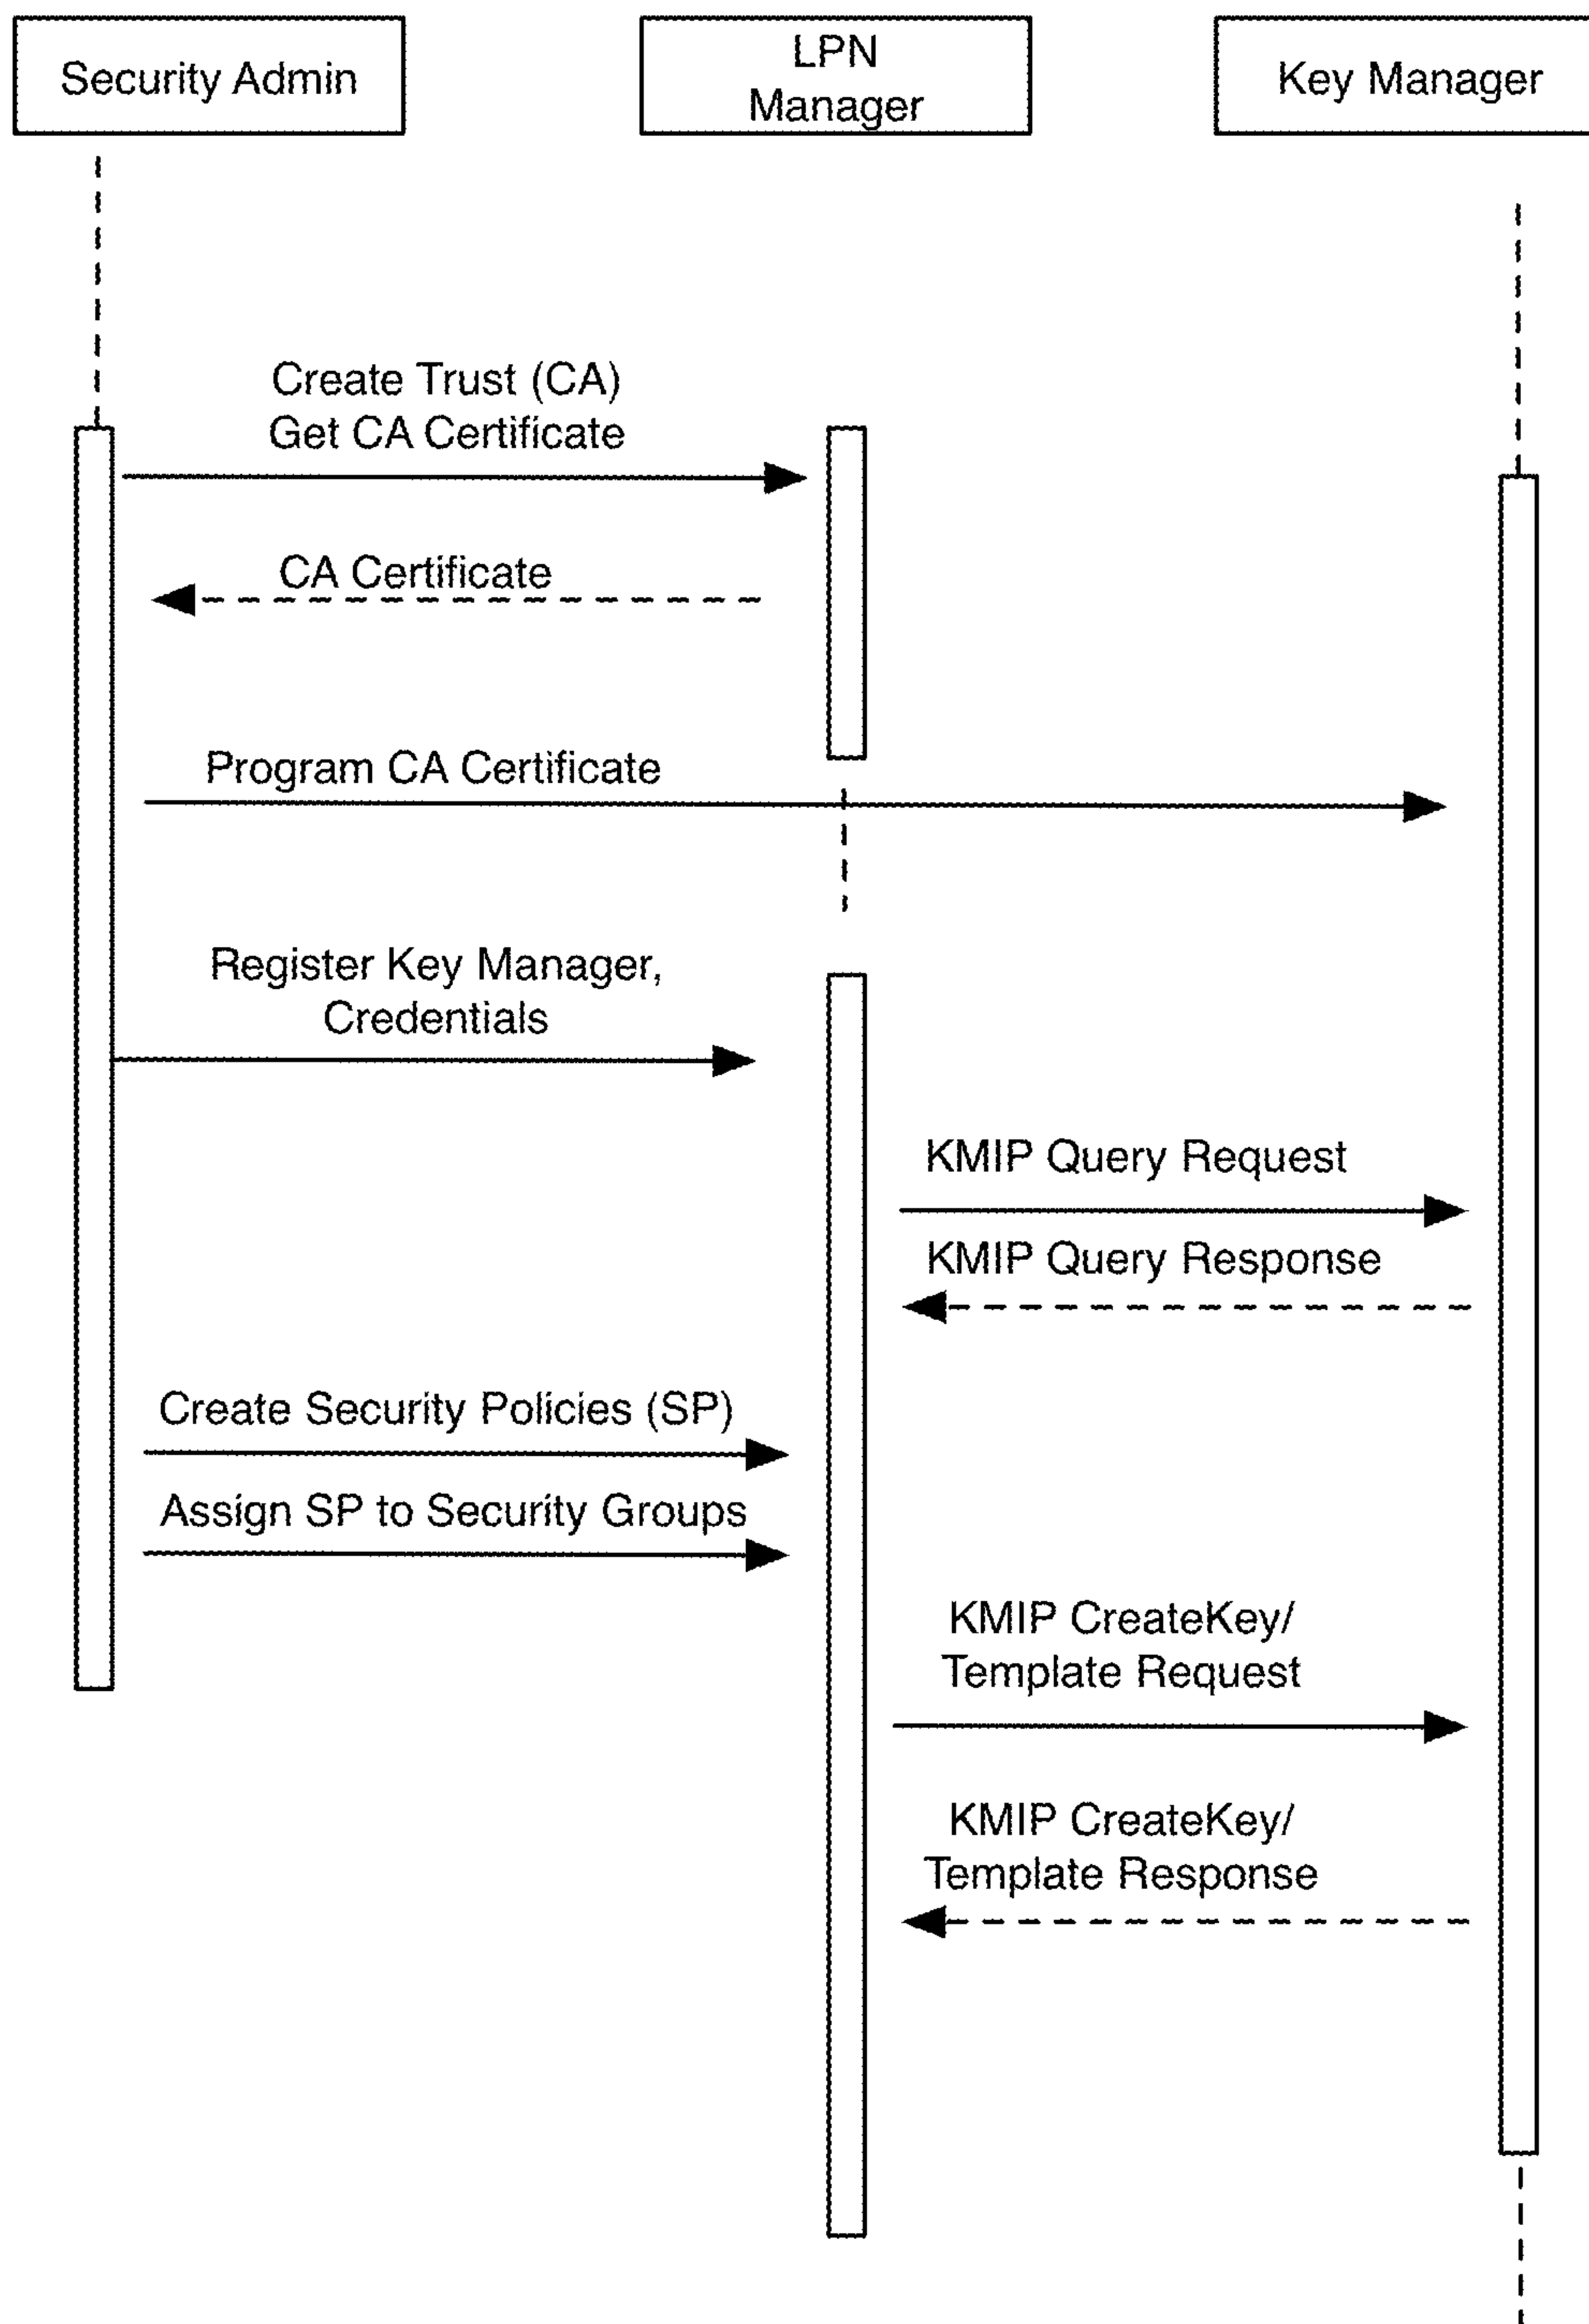 Security Admin
LPN
Manager
Key Manager
Create Trust (CA)
Get CA Certificate
CA Certificate
Program CA Certificate
Register Key Manager,
Credentials
KMIP Query Request
KMIP Query Response
Create Security Policies (SP)
Assign SP to Security Groups
KMIP CreateKey/
Template Request
KMIP CreateKey/
Template Response